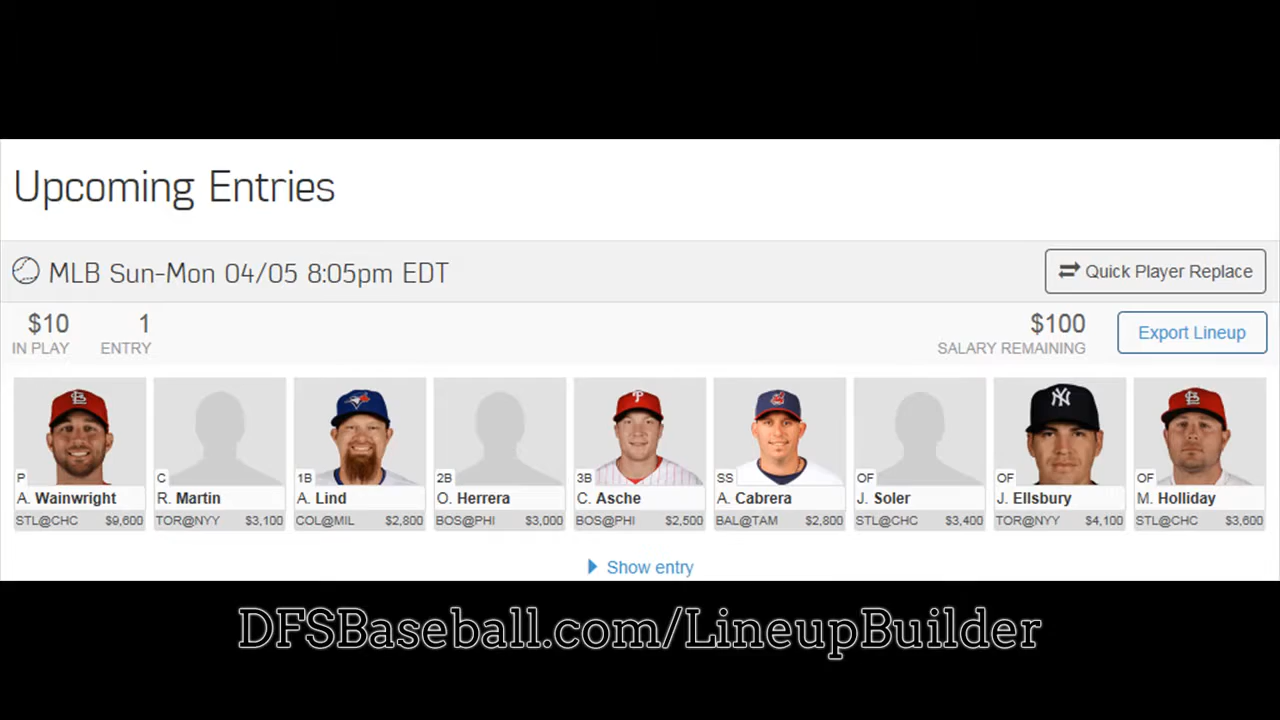 Upcoming Entries
MLB Sun-Mon 04/05 8:05pm EDT
Quick Player Replace
$10 1 $100
IN PLAY ENTRY SALARY REMAINING
Export Lineup
P C 1B 2B 3B SS OF OF OF
A. Wainwright R. Martin A. Lind O. Herrera C. Asche A. Cabrera J. Soler J. Ellsbury M. Holliday
STL@CHC $9,600 TOR@NYY $3,100 COL@MIL $2,800 BOS@PHI $3,000 BOS@PHI $2,500 BAL@TAM $2,800 STL@CHC $3,400 TOR@NYY $4,100 STL@CHC $3,600
Show entry
DFSBaseball.com/LineupBuilder